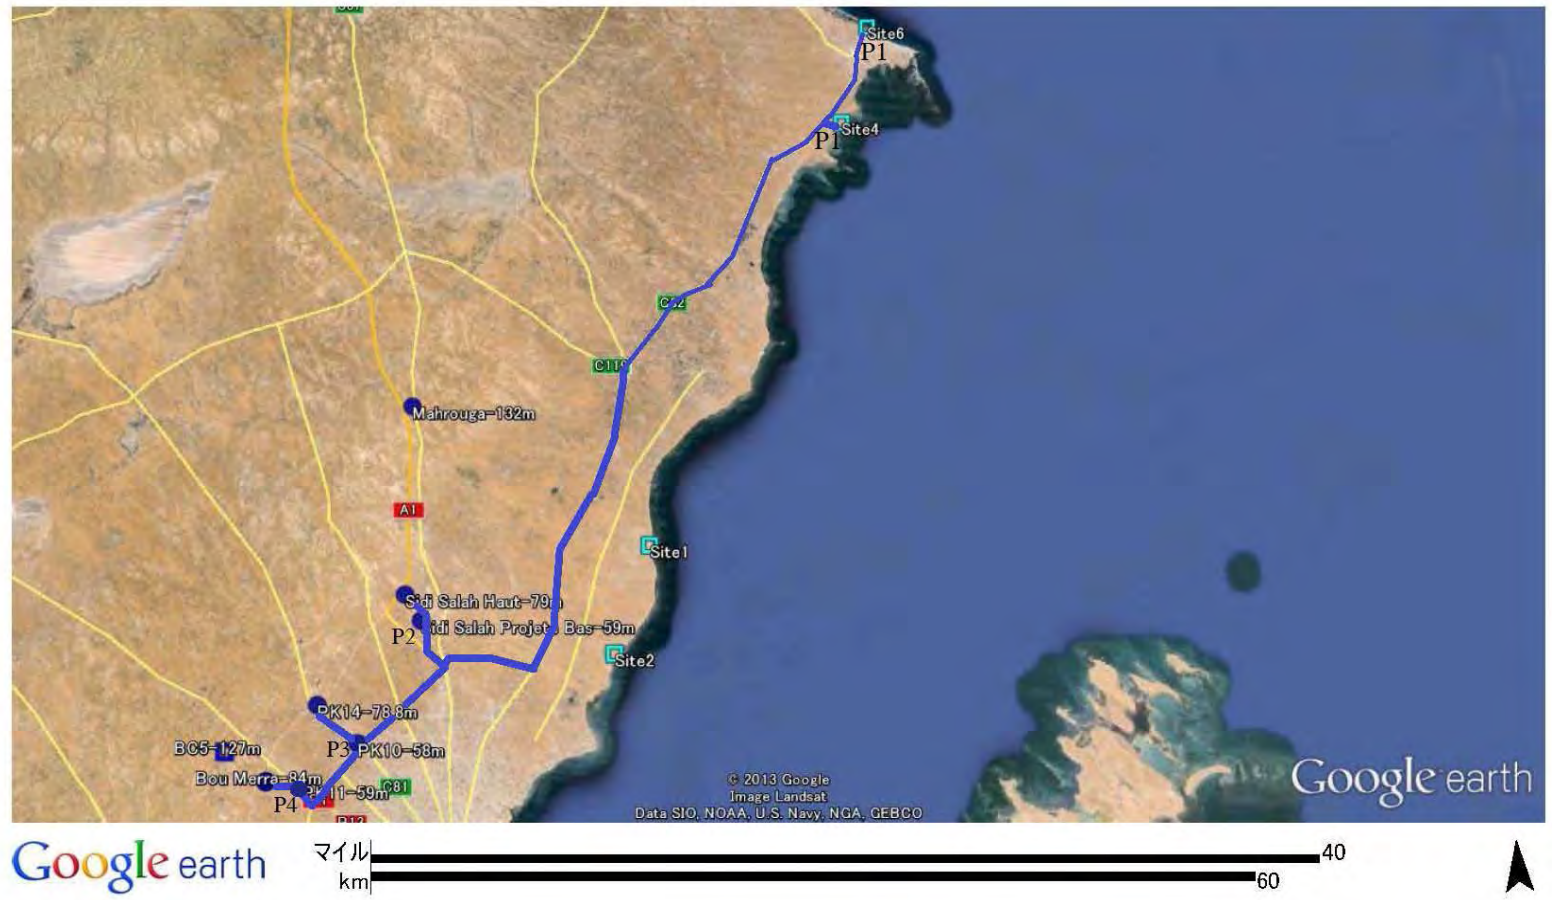 Site6
P1
Site4
P1
C82
C119
Mahrouga-132m
A1
Site1
Sidi Salah Haut-79m
P2
Sidi Salah Projet Bas-59m
Site2
PK14-78.8m
BC5-127m
P3
PK10-58m
Bou Merra-84m
C81
PK11-59m
P4
© 2013 Google
Image Landsat
Data SIO, NOAA, U.S. Navy, NGA, GEBCO
Google earth
Google earth
マイル
40
km
60